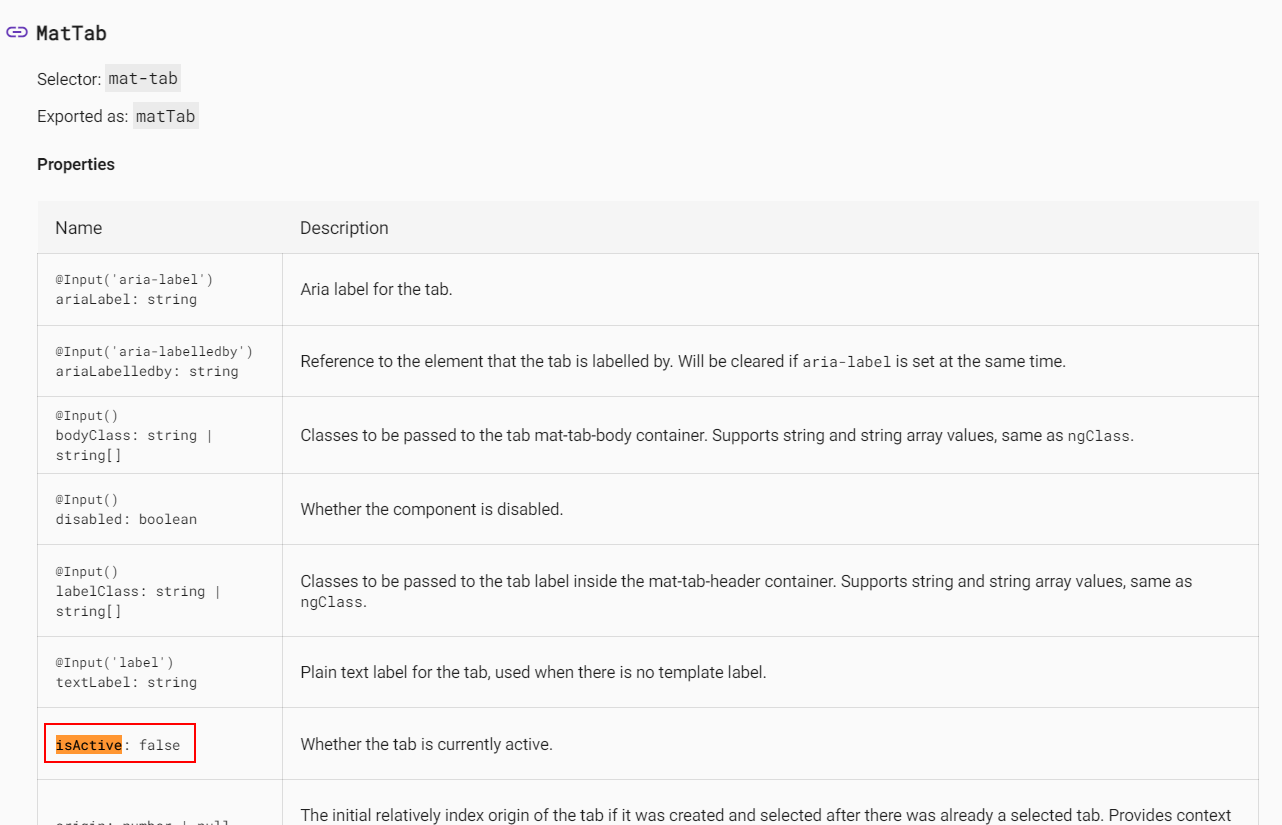 MatTab
Selector: mat-tab
Exported as: matTab
Properties
Name Description
@Input('aria-label')
ariaLabel: string
Aria label for the tab.
@Input('aria-labelledby')
ariaLabelledby: string
Reference to the element that the tab is labelled by. Will be cleared if aria-label is set at the same time.
@Input()
bodyClass: string |
string[]
Classes to be passed to the tab mat-tab-body container. Supports string and string array values, same as ngClass.
@Input()
disabled: boolean
Whether the component is disabled.
@Input()
labelClass: string |
string[]
Classes to be passed to the tab label inside the mat-tab-header container. Supports string and string array values, same as
ngClass.
@Input('label')
textLabel: string
Plain text label for the tab, used when there is no template label.
isActive: false
Whether the tab is currently active.
origin: number | null
The initial relatively index origin of the tab if it was created and selected after there was already a selected tab. Provides context